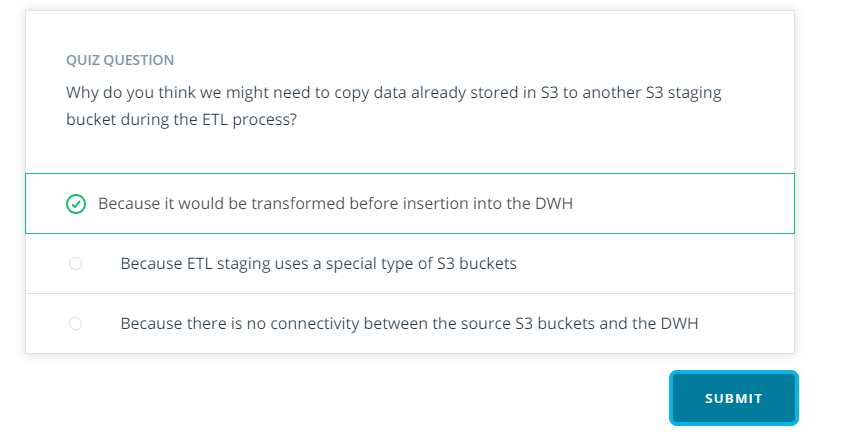 QUIZ QUESTION
Why do you think we might need to copy data already stored in S3 to another S3 staging
bucket during the ETL process?
Because it would be transformed before insertion into the DWH
Because ETL staging uses a special type of S3 buckets
Because there is no connectivity between the source S3 buckets and the DWH
SUBMIT